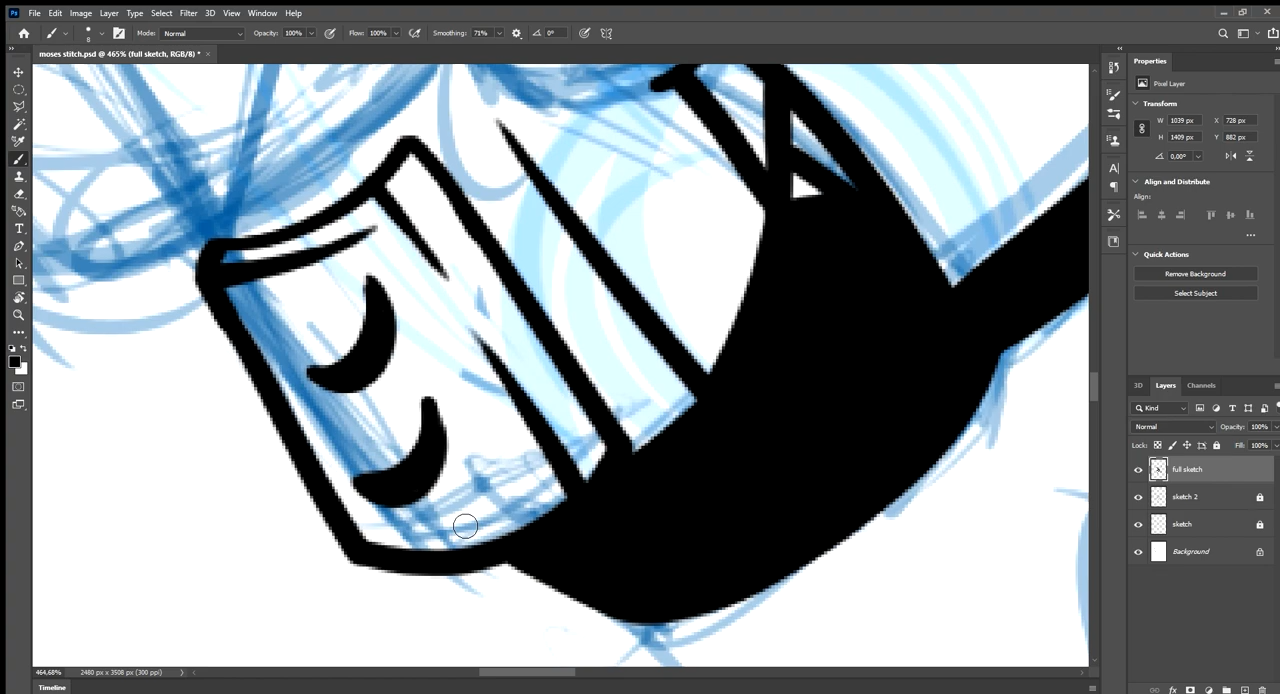 Ps File Edit Image Layer Type Select Filter 3D View Window Help
8 Mode: Normal Opacity: 100% Flow: 100% Smoothing: 71% 0°
moses stitch.psd @ 465% (full sketch, RGB/8) * ×
Properties
Pixel Layer
Transform
W 1039 px X 728 px
H 1409 px Y 882 px
0,00°
Align and Distribute
Align:
Quick Actions
Remove Background
Select Subject
3D Layers Channels
Kind
Normal Opacity: 100%
Lock: Fill: 100%
full sketch
sketch 2
sketch
Background
464,68% 2480 px x 3508 px (300 ppi)
Timeline
fx